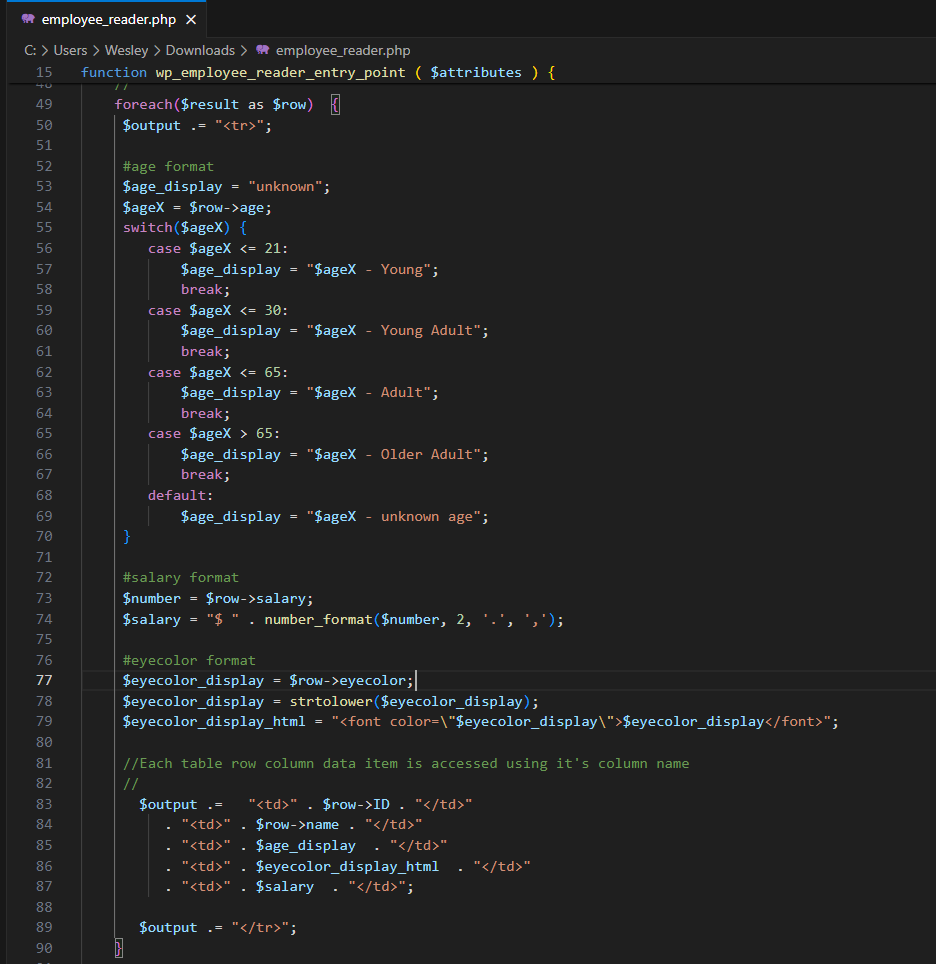 employee_reader.php ×
C: > Users > Wesley > Downloads > employee_reader.php
15 function wp_employee_reader_entry_point ( $attributes ) {
48 //
49 foreach($result as $row) {
50 $output .= "<tr>";
51
52 #age format
53 $age_display = "unknown";
54 $ageX = $row->age;
55 switch($ageX) {
56 case $ageX <= 21:
57 $age_display = "$ageX - Young";
58 break;
59 case $ageX <= 30:
60 $age_display = "$ageX - Young Adult";
61 break;
62 case $ageX <= 65:
63 $age_display = "$ageX - Adult";
64 break;
65 case $ageX > 65:
66 $age_display = "$ageX - Older Adult";
67 break;
68 default:
69 $age_display = "$ageX - unknown age";
70 }
71
72 #salary format
73 $number = $row->salary;
74 $salary = "$ " . number_format($number, 2, '.', ',');
75
76 #eyecolor format
77 $eyecolor_display = $row->eyecolor;
78 $eyecolor_display = strtolower($eyecolor_display);
79 $eyecolor_display_html = "<font color=\"$eyecolor_display\">$eyecolor_display</font>";
80
81 //Each table row column data item is accessed using it's column name
82 //
83 $output .= "<td>" . $row->ID . "</td>"
84 . "<td>" . $row->name . "</td>"
85 . "<td>" . $age_display . "</td>"
86 . "<td>" . $eyecolor_display_html . "</td>"
87 . "<td>" . $salary . "</td>";
88
89 $output .= "</tr>";
90 }